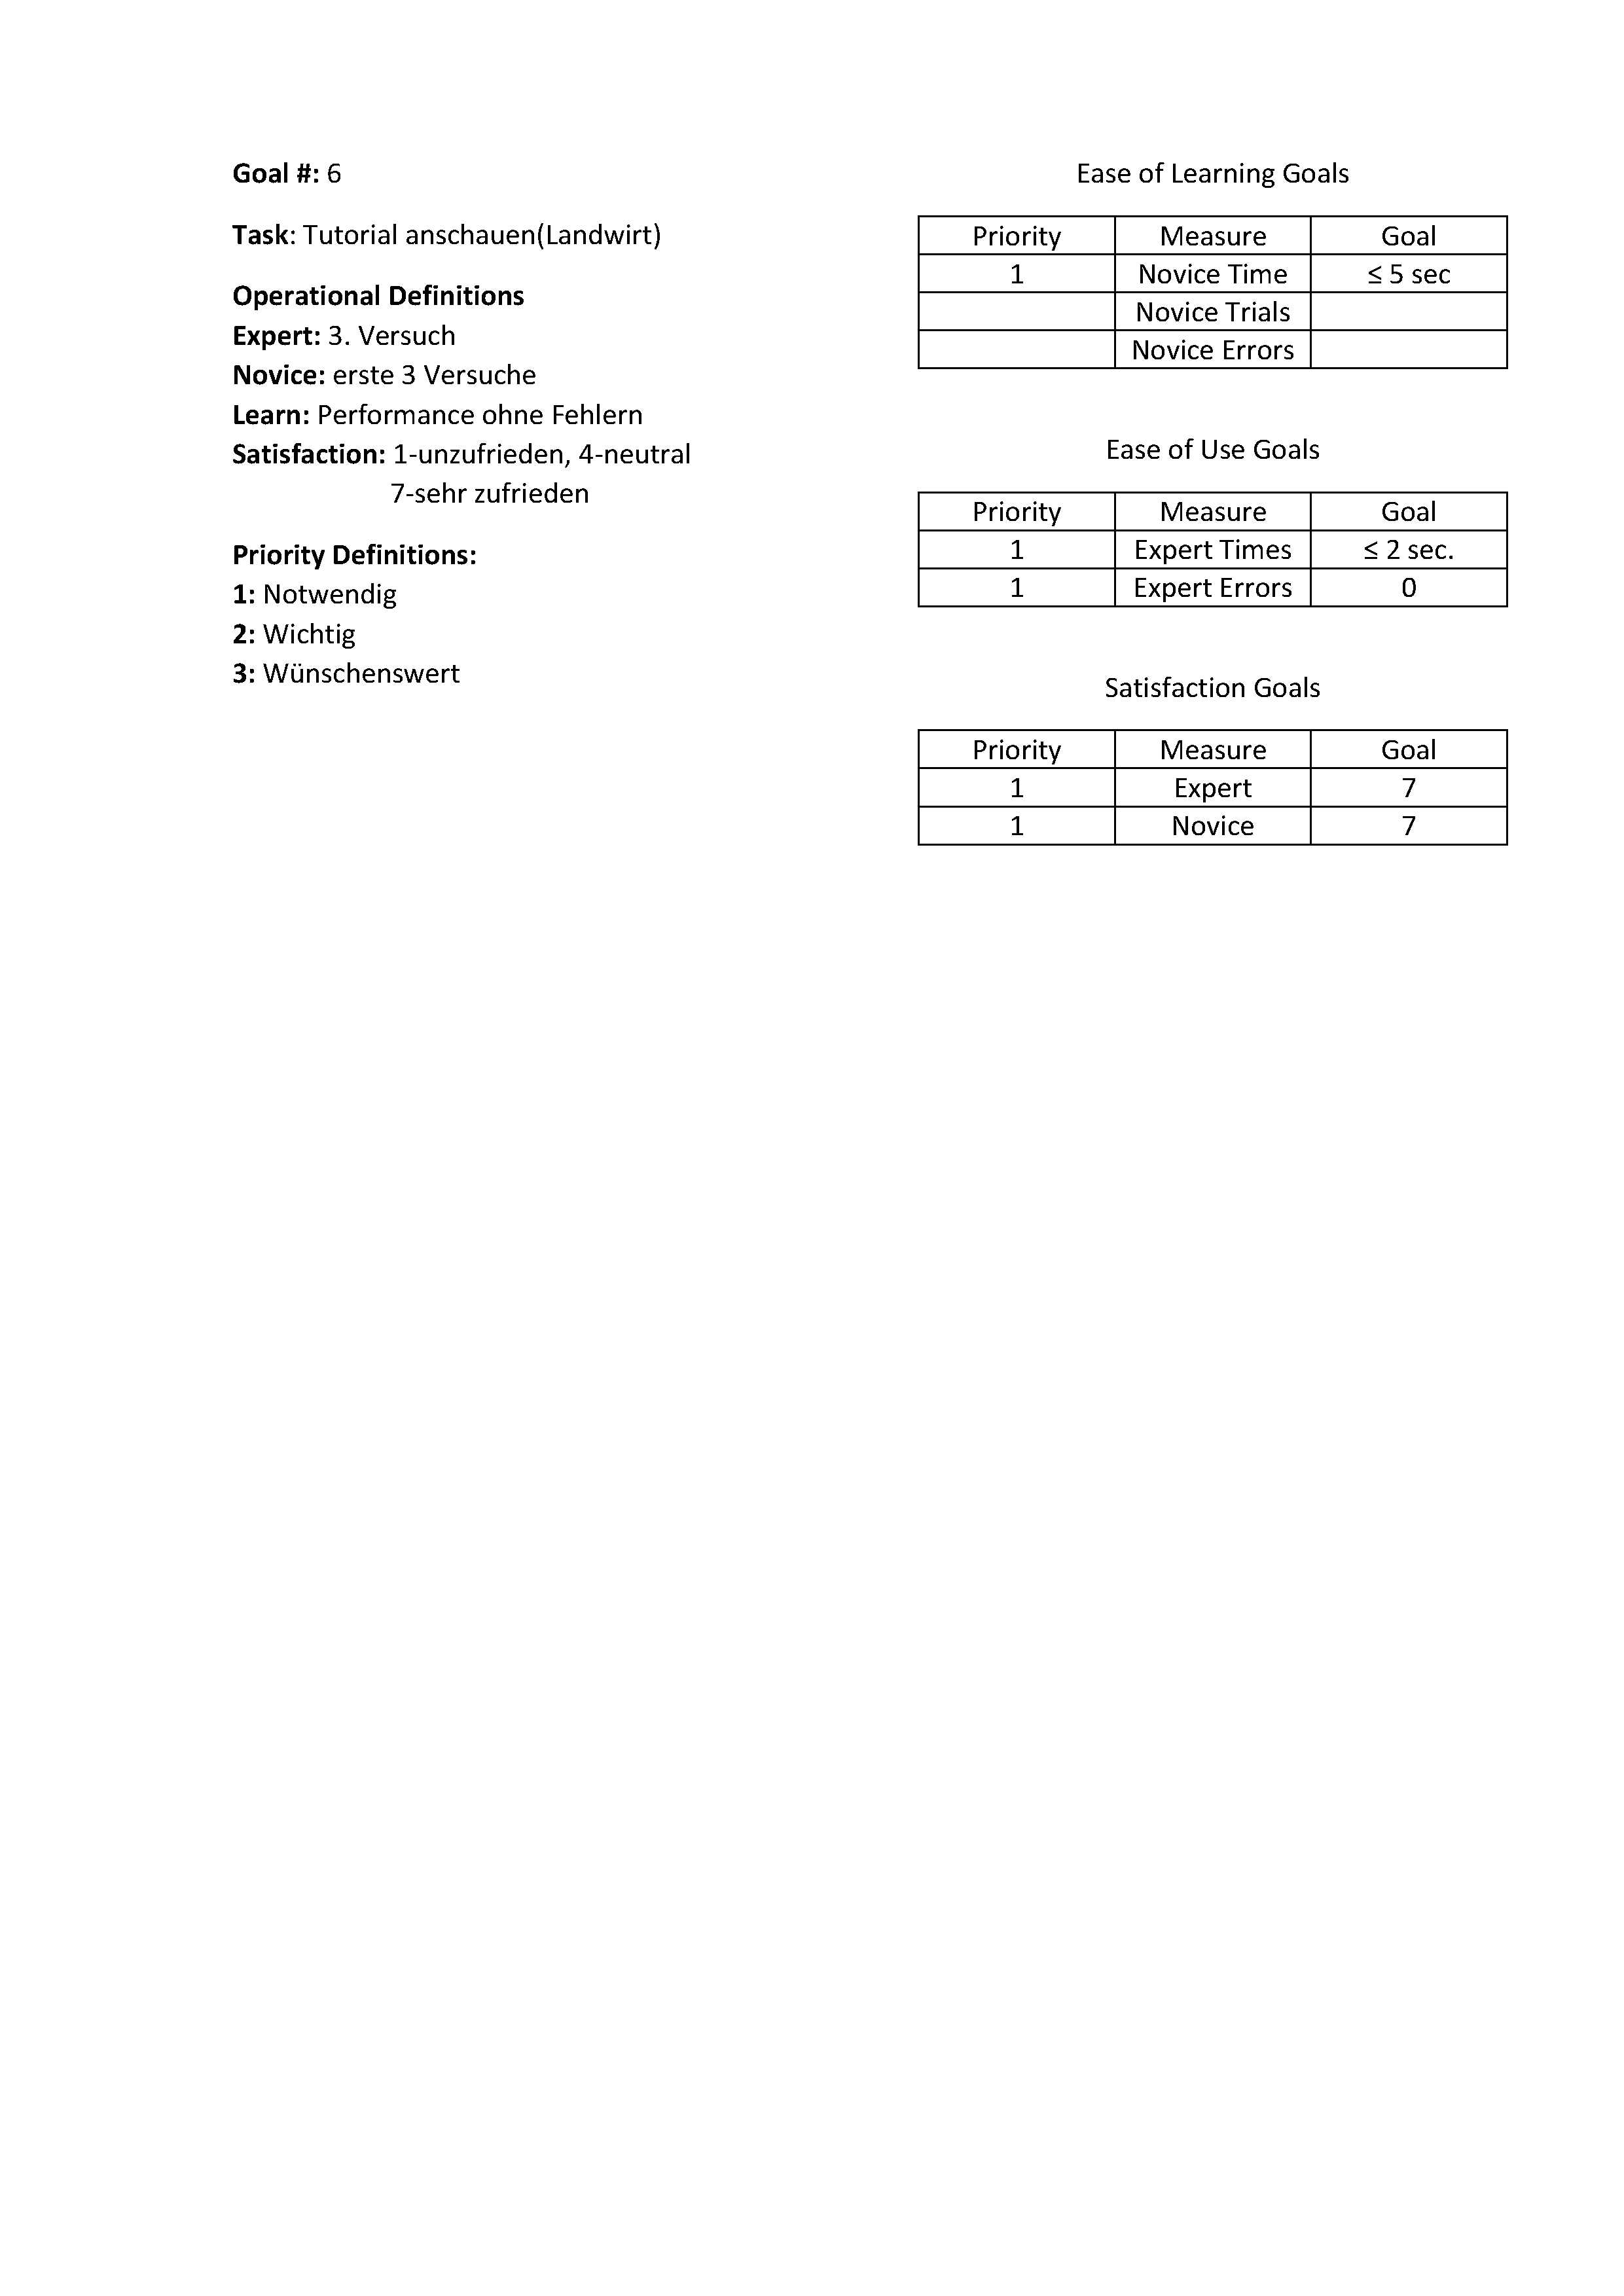 Goal #: 6
Task: Tutorial anschauen(Landwirt)
Operational Definitions
Expert: 3. Versuch
Novice: erste 3 Versuche
Learn: Performance ohne Fehlern
Satisfaction: 1-unzufrieden, 4-neutral
7-sehr zufrieden
Priority Definitions:
1: Notwendig
2: Wichtig
3: Wünschenswert
Ease of Learning Goals
Priority Measure Goal
1 Novice Time ≤ 5 sec
Novice Trials
Novice Errors
Ease of Use Goals
Priority Measure Goal
1 Expert Times ≤ 2 sec.
1 Expert Errors 0
Satisfaction Goals
Priority Measure Goal
1 Expert 7
1 Novice 7